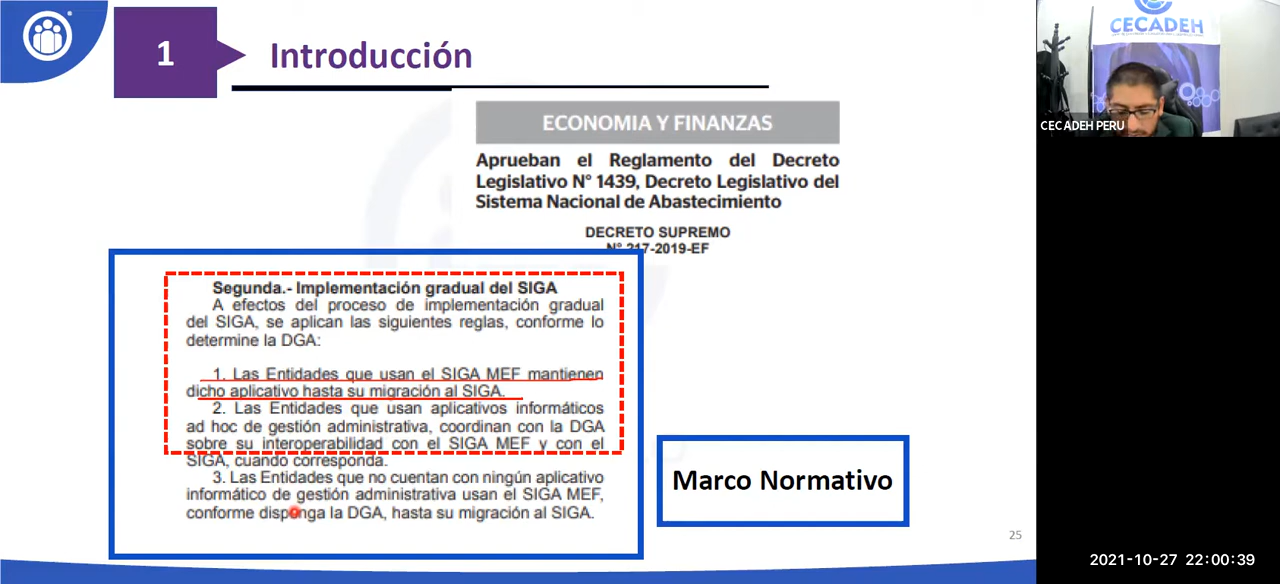 1
Introducción
ECONOMIA Y FINANZAS
Aprueban el Reglamento del Decreto
Legislativo N° 1439, Decreto Legislativo del
Sistema Nacional de Abastecimiento
DECRETO SUPREMO
N° 217-2019-EF
Segunda.- Implementación gradual del SIGA
A efectos del proceso de implementación gradual
del SIGA, se aplican las siguientes reglas, conforme lo
determine la DGA:
1. Las Entidades que usan el SIGA MEF mantienen
dicho aplicativo hasta su migración al SIGA.
2. Las Entidades que usan aplicativos informáticos
ad hoc de gestión administrativa, coordinan con la DGA
sobre su interoperabilidad con el SIGA MEF y con el
SIGA, cuando corresponda.
3. Las Entidades que no cuentan con ningún aplicativo
informático de gestión administrativa usan el SIGA MEF,
conforme disponga la DGA, hasta su migración al SIGA.
Marco Normativo
25
CECADEH
CECADEH PERU
2021-10-27 22:00:39